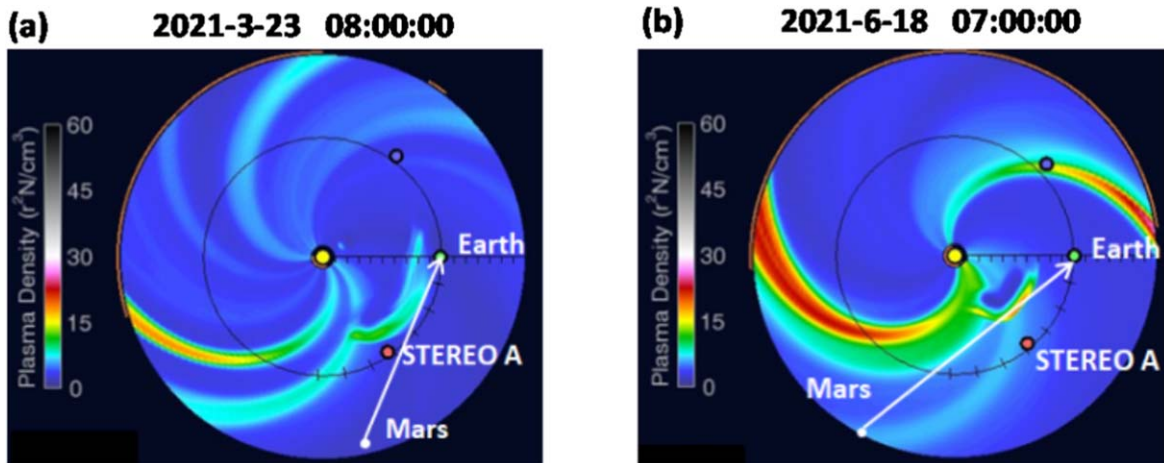 (a) 2021-3-23 08:00:00
Plasma Density (r²N/cm³)
60
45
30
15
0
Earth
STEREO A
Mars
(b) 2021-6-18 07:00:00
Plasma Density (r²N/cm³)
60
45
30
15
0
Earth
STEREO A
Mars